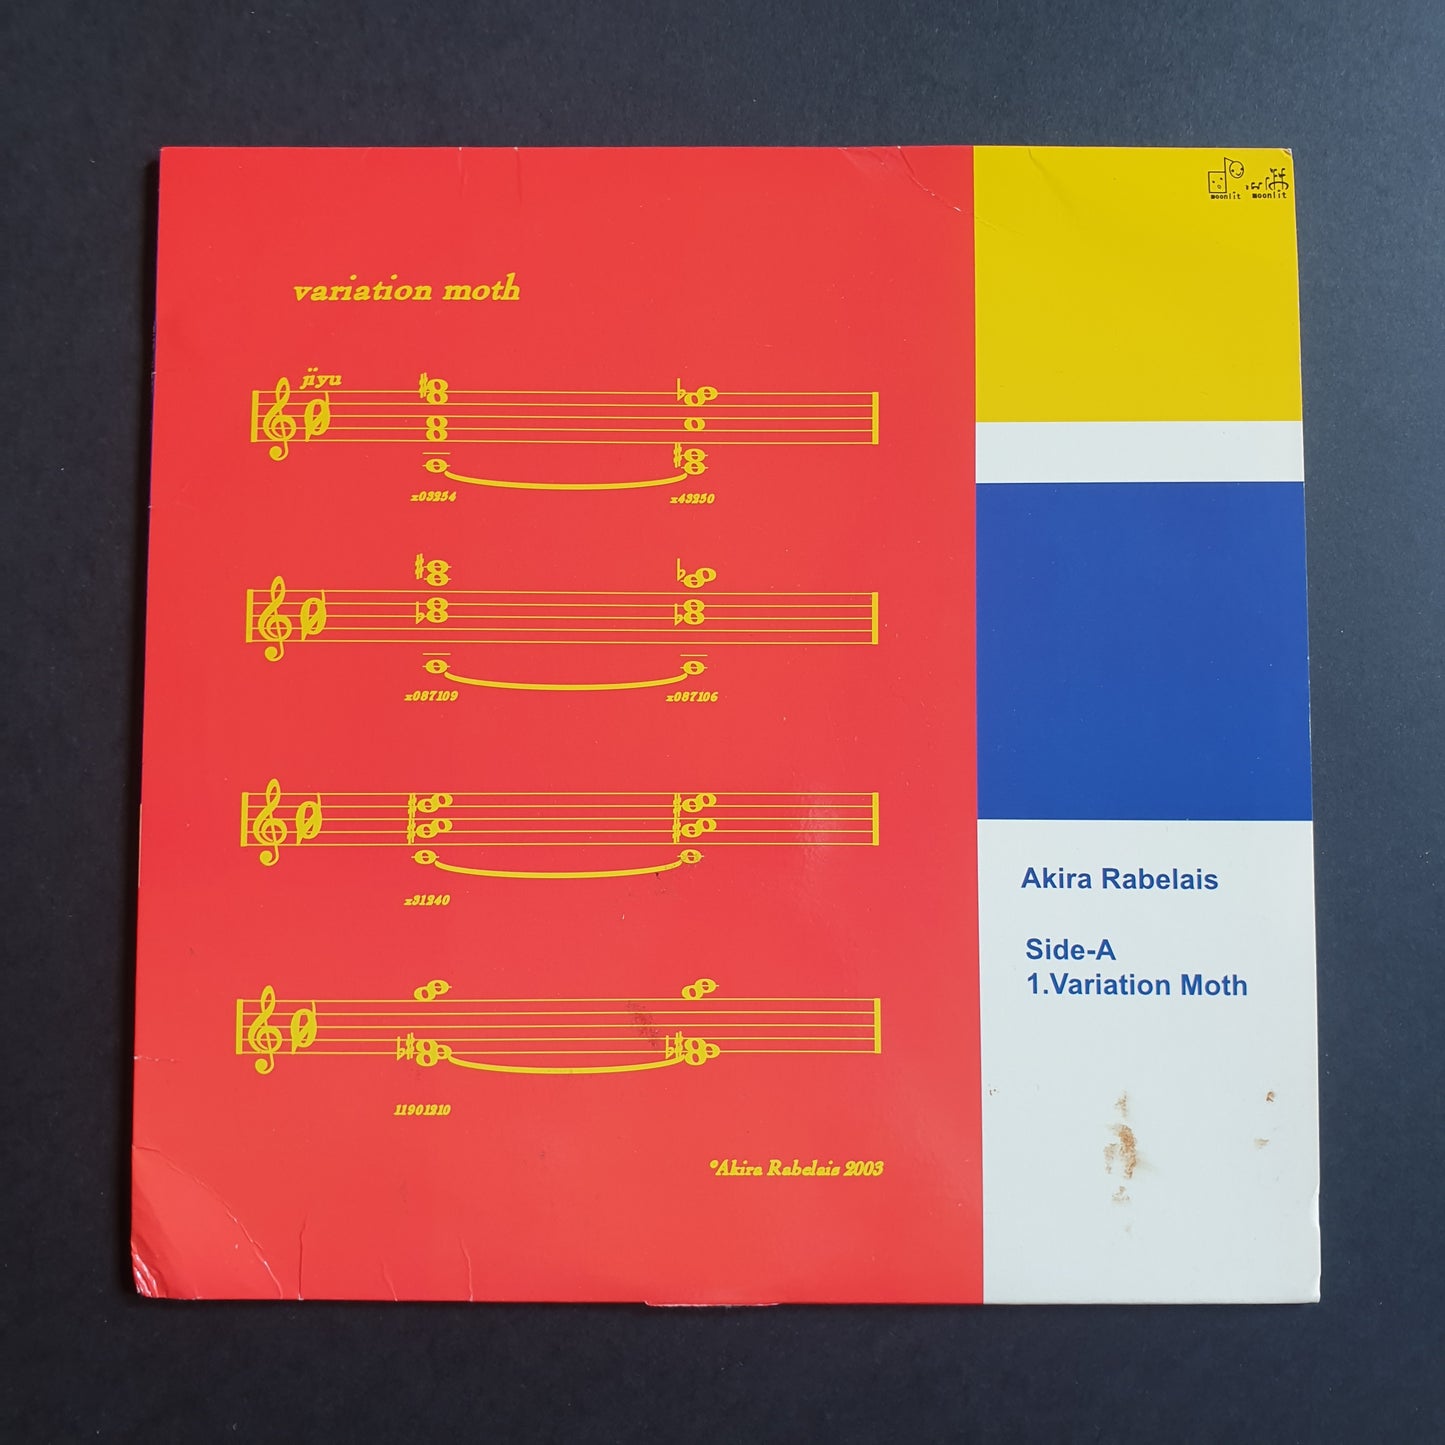 moonlit moonlit
variation moth
jiyu
x03254 x43250
x087109 x087106
x31240
11901210
©Akira Rabelais 2003
Akira Rabelais
Side-A
1.Variation Moth